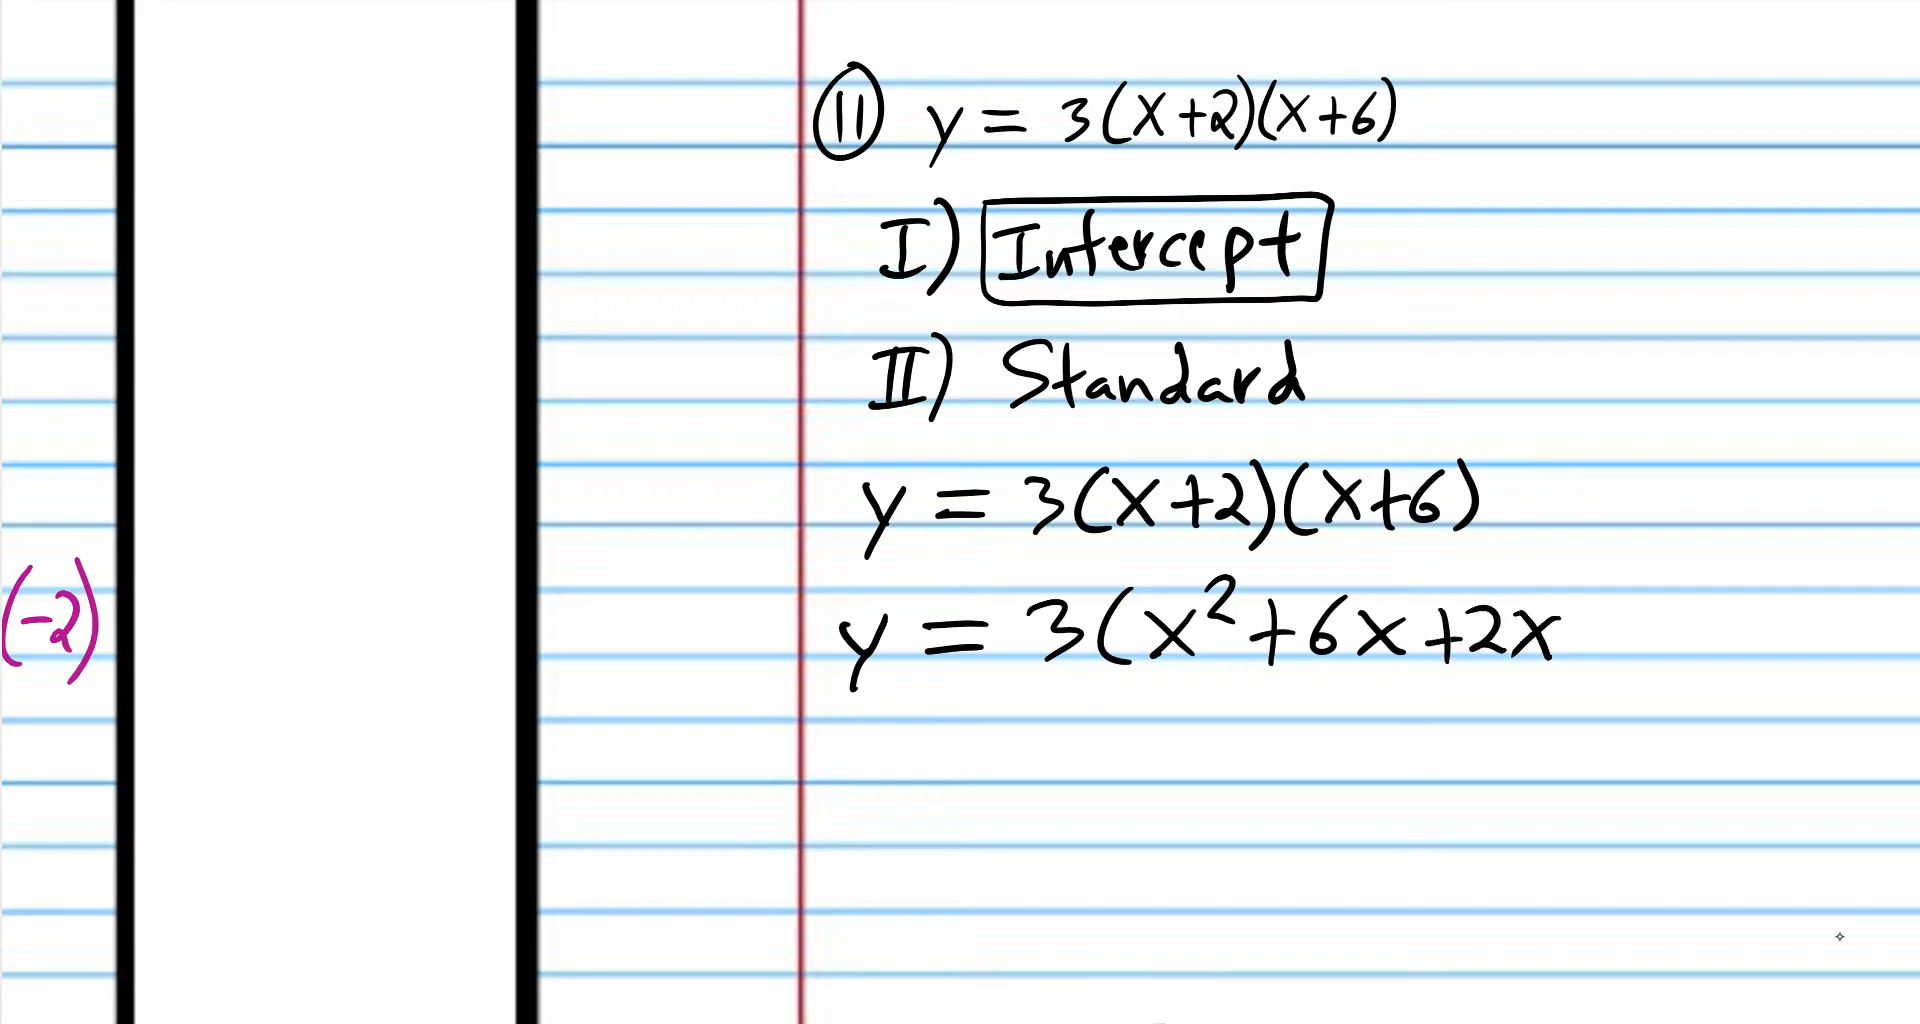 (-2)
(11) y = 3(x+2)(x+6)
I) Intercept
II) Standard
y = 3(x+2)(x+6)
y = 3(x²+6x+2x